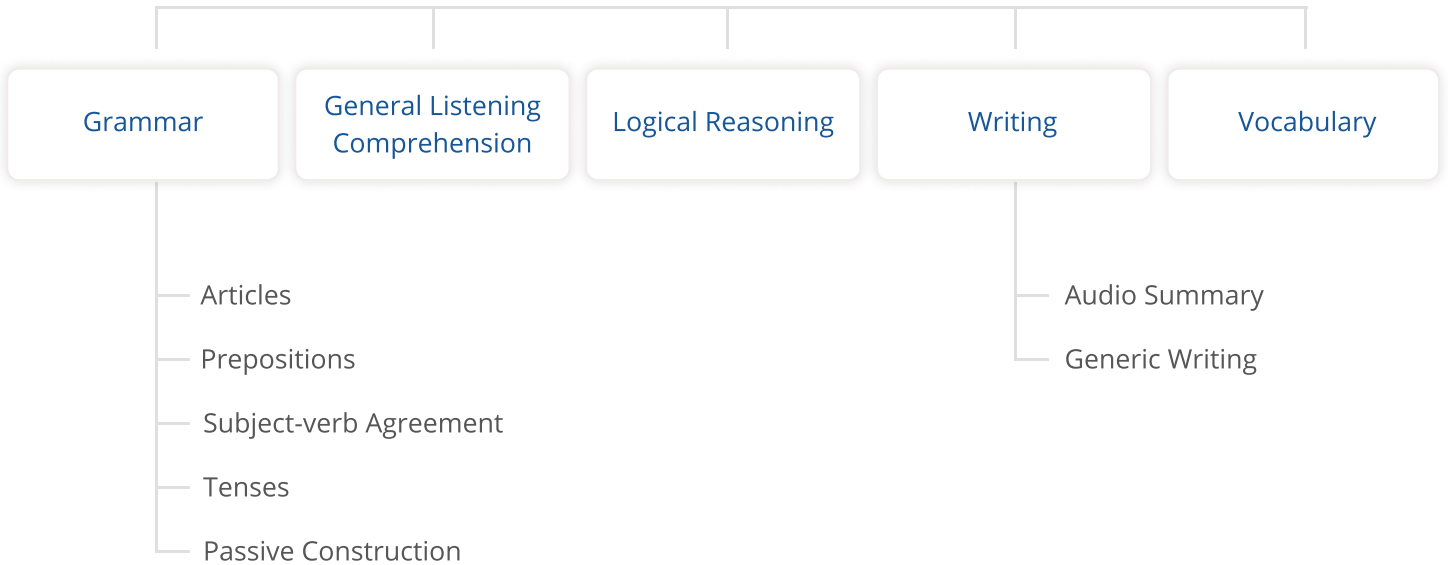 Grammar
General Listening
Comprehension
Logical Reasoning
Writing
Vocabulary
Articles
Prepositions
Subject-verb Agreement
Tenses
Passive Construction
Audio Summary
Generic Writing